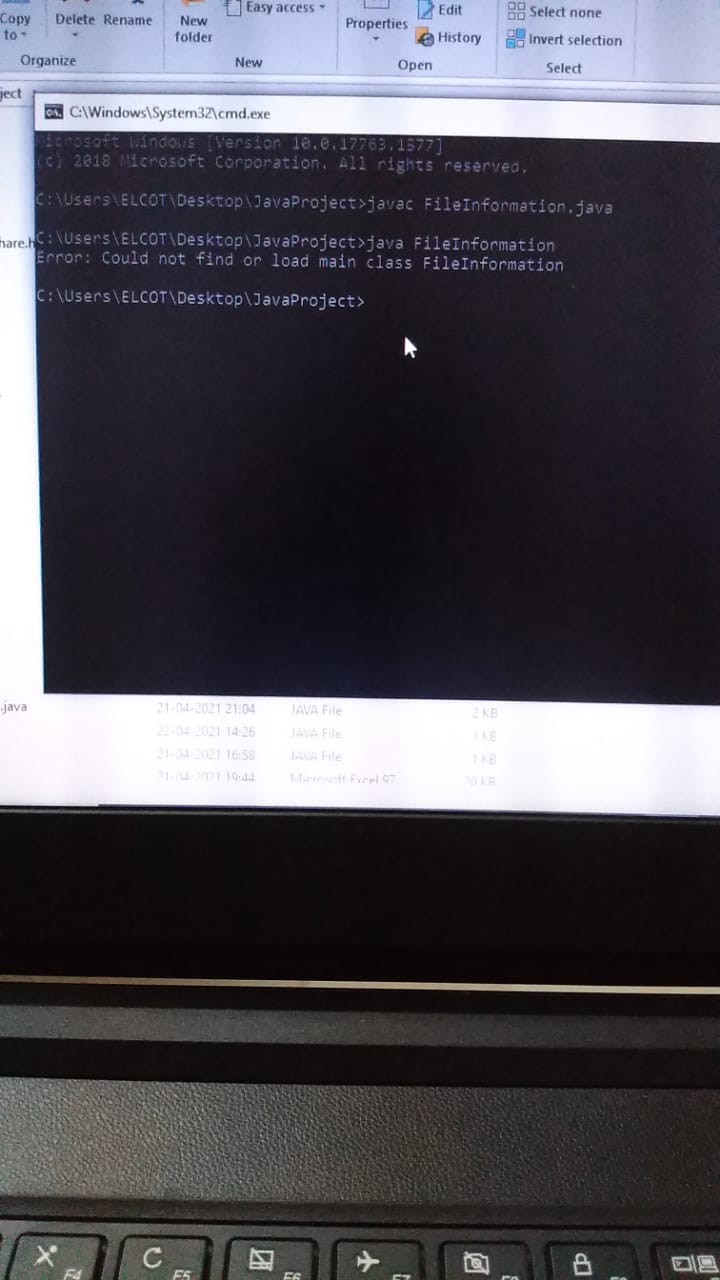 Copy to
Delete
Rename
New folder
Easy access
Properties
Edit
History
Select none
Invert selection
Organize
New
Open
Select
ject
C:\Windows\System32\cmd.exe
Microsoft Windows [Version 10.0.17763.1577]
(c) 2018 Microsoft Corporation. All rights reserved.
C:\Users\ELCOT\Desktop\JavaProject>javac FileInformation.java
hare.h
C:\Users\ELCOT\Desktop\JavaProject>java FileInformation
Error: Could not find or load main class FileInformation
C:\Users\ELCOT\Desktop\JavaProject>
.java 21-04-2021 21:04 JAVA File 2 KB
22-04-2021 14:26 JAVA File 1 KB
21-04-2021 16:58 JAVA File 1 KB
21-04-2021 19:44 Microsoft Excel 97 20 KB
F4 F5 F6 F7